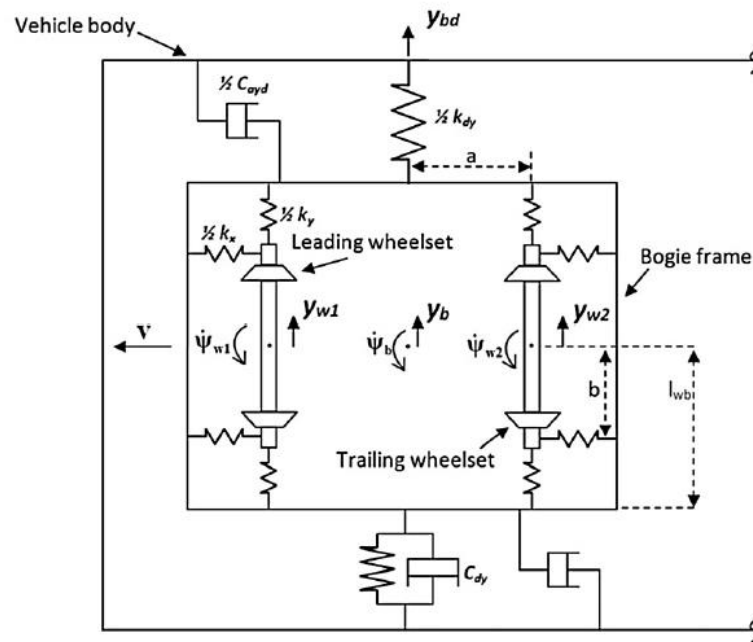 Vehicle body
y_bd
½ C_ayd
½ k_dy
a
½ k_y
½ k_x
Leading wheelset
Bogie frame
y_w1
y_b
y_w2
v
ψ̇_w1
ψ̇_b
ψ̇_w2
b
l_wb
Trailing wheelset
C_dy